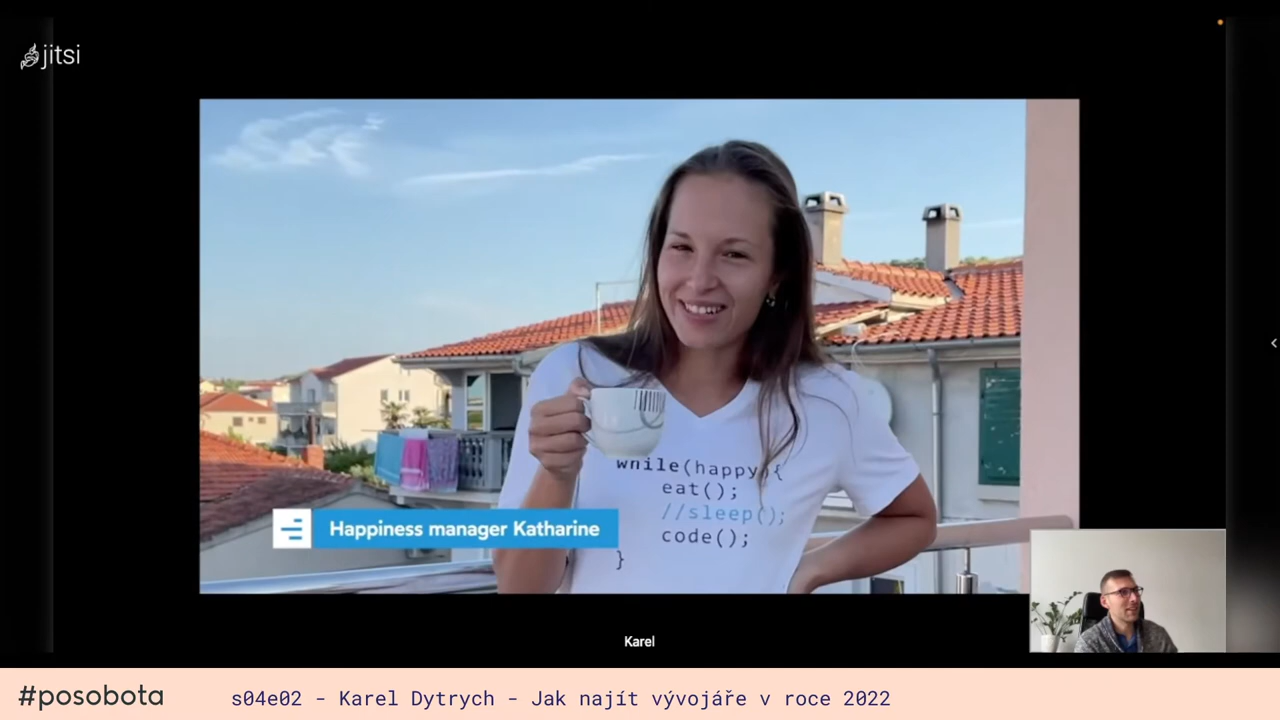 jitsi
while(happy){
eat();
//sleep();
code();
}
Happiness manager Katharine
Karel
#posobota
s04e02 - Karel Dytrych - Jak najít vývojáře v roce 2022